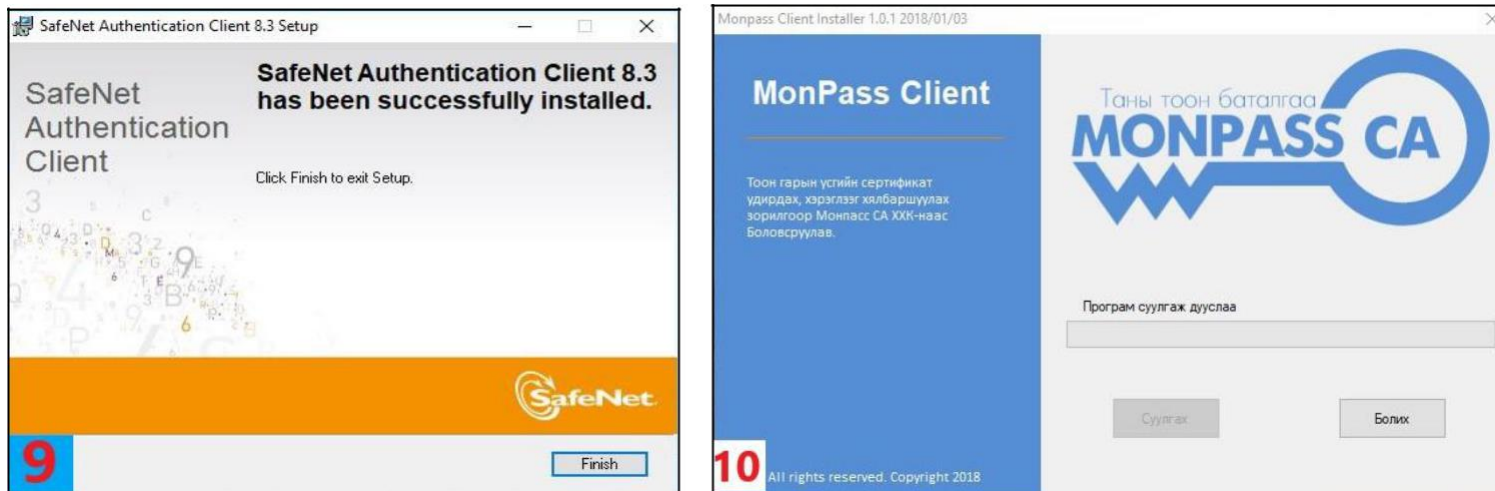 SafeNet Authentication Client 8.3 Setup
SafeNet
Authentication
Client
SafeNet Authentication Client 8.3
has been successfully installed.
Click Finish to exit Setup.
SafeNet.
9
Finish
Monpass Client Installer 1.0.1 2018/01/03
MonPass Client
Тоон гарын үсгийн сертификат
удирдах, хэрэглээг хялбаршуулах
зорилгоор Монпасс СА ХХК-наас
Боловсруулав.
Таны тоон баталгаа
MONPASS CA
Програм суулгаж дууслаа
Суулгах
Болих
10
All rights reserved. Copyright 2018